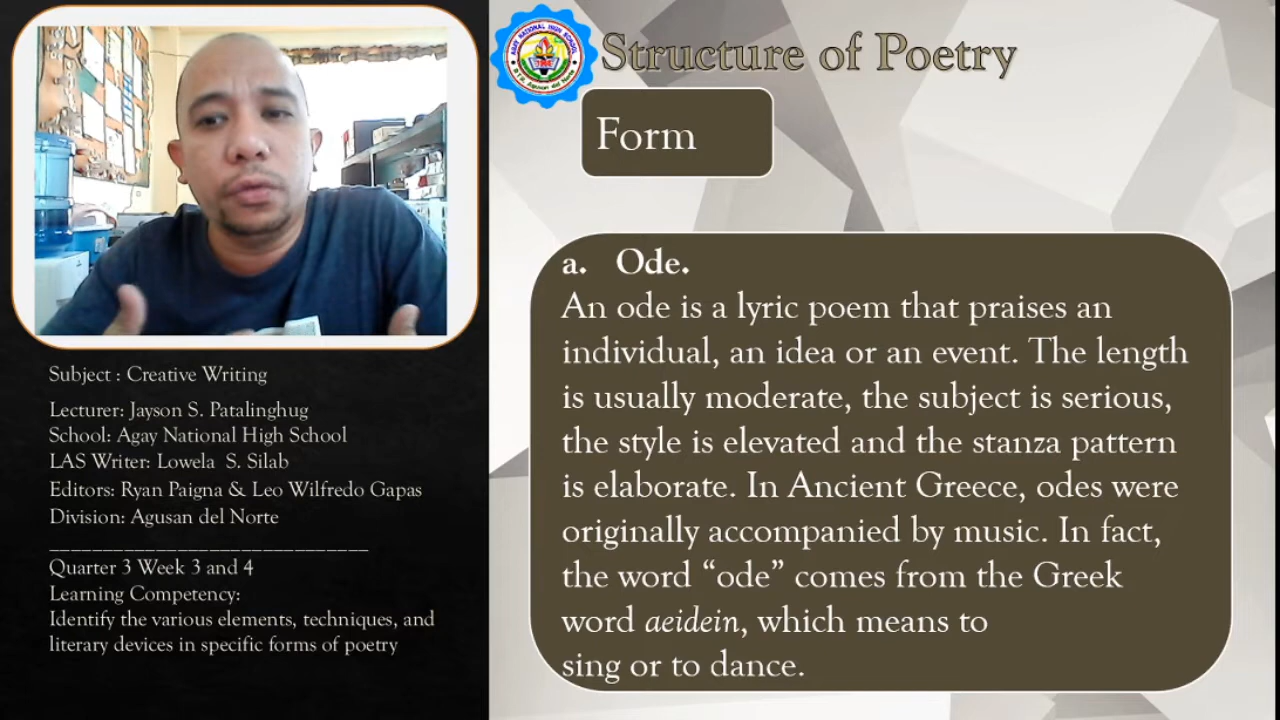 Structure of Poetry
Form
a. Ode.
An ode is a lyric poem that praises an
individual, an idea or an event. The length
is usually moderate, the subject is serious,
the style is elevated and the stanza pattern
is elaborate. In Ancient Greece, odes were
originally accompanied by music. In fact,
the word “ode” comes from the Greek
word aeidein, which means to
sing or to dance.
Subject : Creative Writing
Lecturer: Jayson S. Patalinghug
School: Agay National High School
LAS Writer: Lowela S. Silab
Editors: Ryan Paigna & Leo Wilfredo Gapas
Division: Agusan del Norte
______________________________
Quarter 3 Week 3 and 4
Learning Competency:
Identify the various elements, techniques, and
literary devices in specific forms of poetry
AGAY NATIONAL HIGH SCHOOL